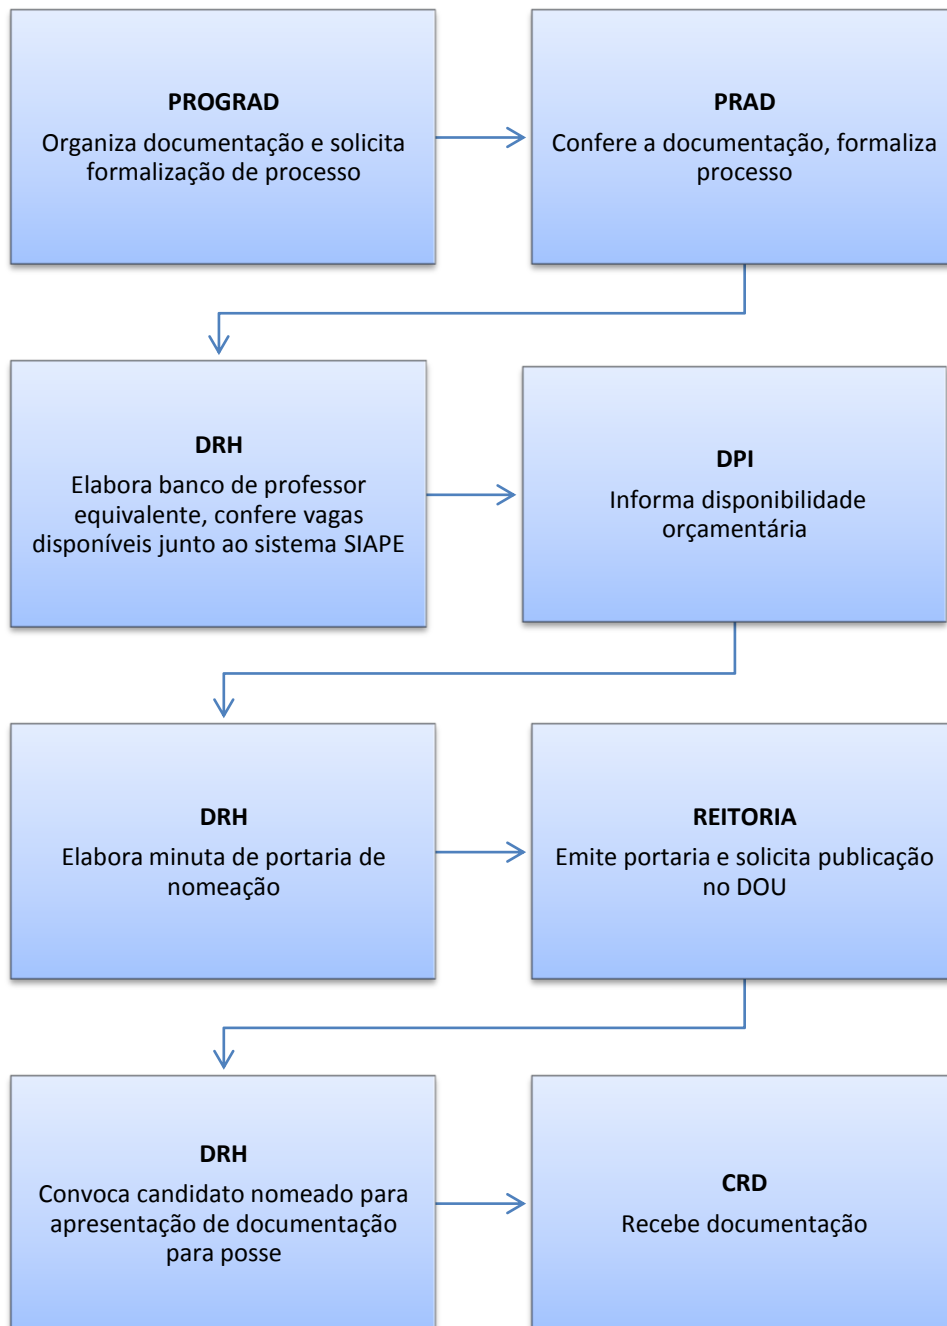 PROGRAD
Organiza documentação e solicita
formalização de processo
PRAD
Confere a documentação, formaliza
processo
DRH
Elabora banco de professor
equivalente, confere vagas
disponíveis junto ao sistema SIAPE
DPI
Informa disponibilidade
orçamentária
DRH
Elabora minuta de portaria de
nomeação
REITORIA
Emite portaria e solicita publicação
no DOU
DRH
Convoca candidato nomeado para
apresentação de documentação
para posse
CRD
Recebe documentação